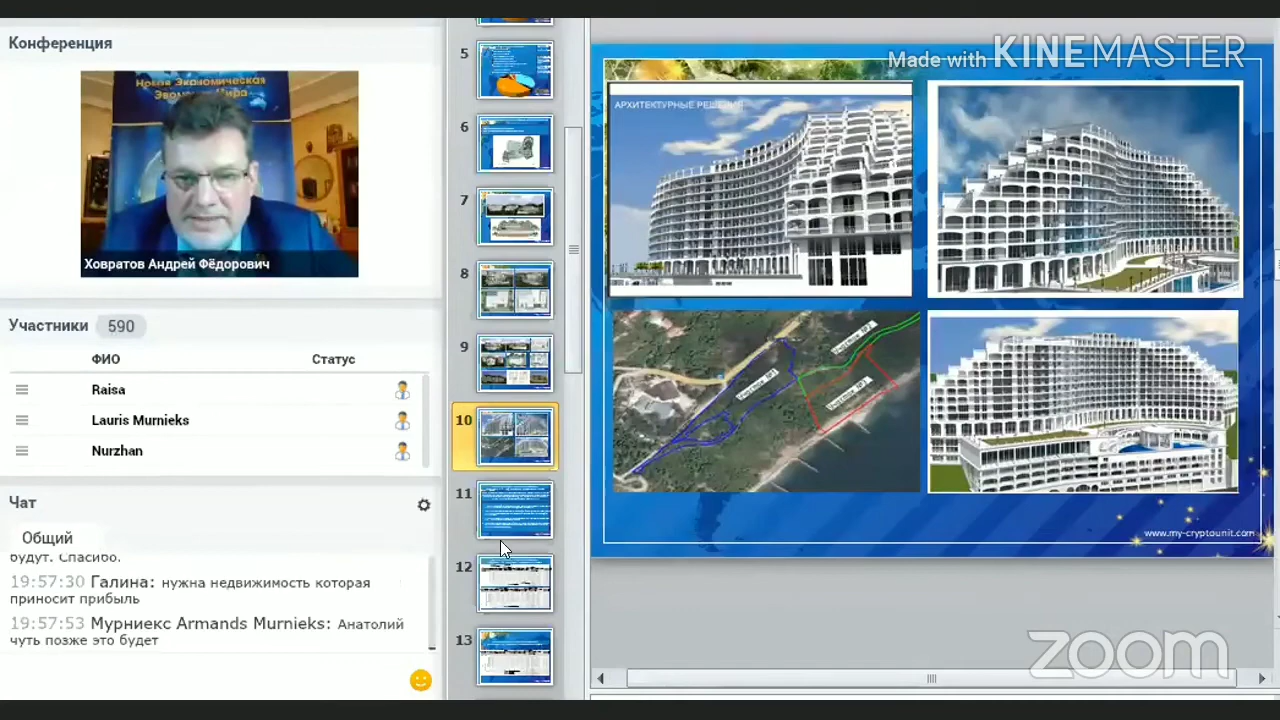 Конференция
Новая Экономическая
Ховратов Андрей Фёдорович
Участники 590
ФИО Статус
Raisa
Lauris Murnieks
Nurzhan
Чат
Общий
будут. Спасибо.
19:57:30 Галина: нужна недвижимость которая
приносит прибыль
19:57:53 Мурниекс Armands Murnieks: Анатолий
чуть позже это будет
5
6
7
8
9
10
11
12
13
Made with KINEMASTER
АРХИТЕКТУРНЫЕ РЕШЕНИЯ
www.my-cryptounit.com
zoom